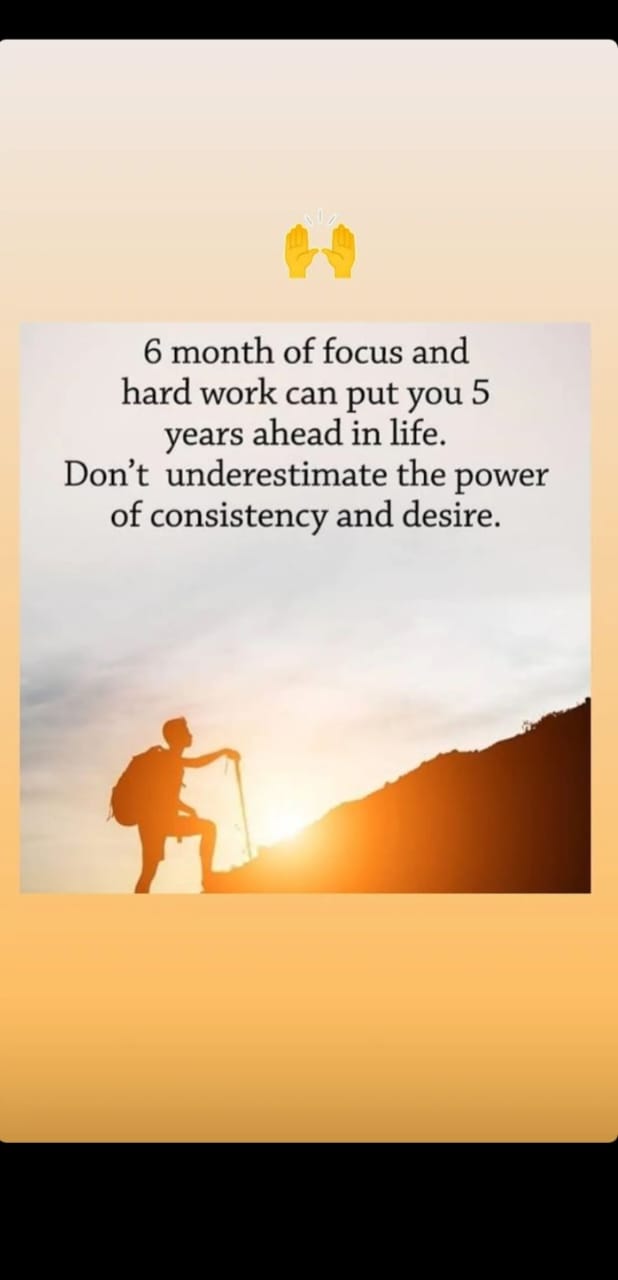 6 month of focus and
hard work can put you 5
years ahead in life.
Don’t underestimate the power
of consistency and desire.